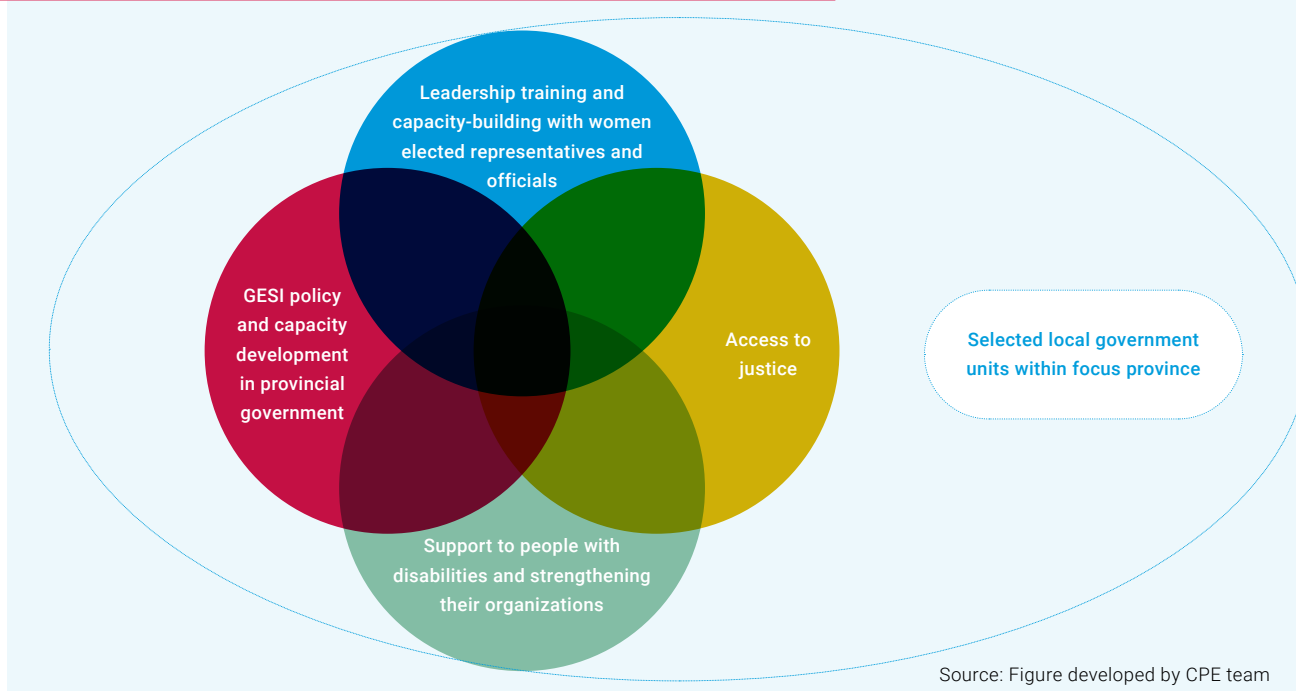 Leadership training and
capacity-building with women
elected representatives and
officials
GESI policy
and capacity
development
in provincial
government
Access to
justice
Selected local government
units within focus province
Support to people with
disabilities and strengthening
their organizations
Source: Figure developed by CPE team